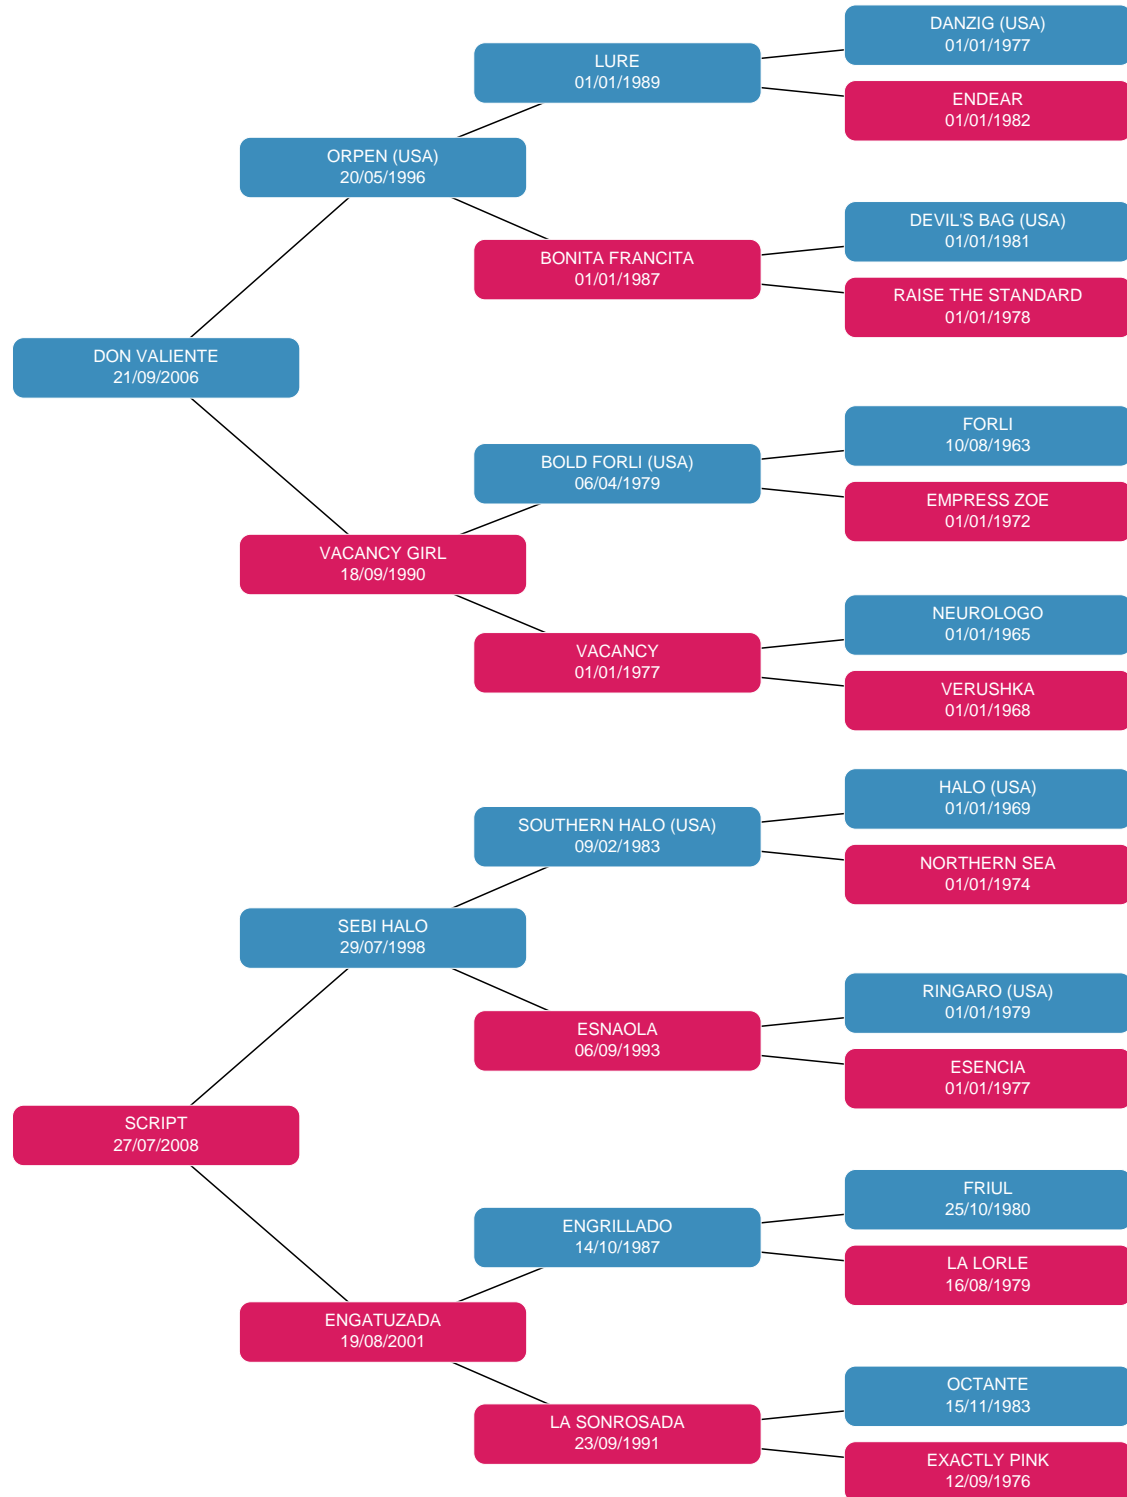 DANZIG (USA)
01/01/1977
LURE
01/01/1989
ENDEAR
01/01/1982
ORPEN (USA)
20/05/1996
DEVIL'S BAG (USA)
01/01/1981
BONITA FRANCITA
01/01/1987
RAISE THE STANDARD
01/01/1978
DON VALIENTE
21/09/2006
FORLI
10/08/1963
BOLD FORLI (USA)
06/04/1979
EMPRESS ZOE
01/01/1972
VACANCY GIRL
18/09/1990
NEUROLOGO
01/01/1965
VACANCY
01/01/1977
VERUSHKA
01/01/1968
HALO (USA)
01/01/1969
SOUTHERN HALO (USA)
09/02/1983
NORTHERN SEA
01/01/1974
SEBI HALO
29/07/1998
RINGARO (USA)
01/01/1979
ESNAOLA
06/09/1993
ESENCIA
01/01/1977
SCRIPT
27/07/2008
FRIUL
25/10/1980
ENGRILLADO
14/10/1987
LA LORLE
16/08/1979
ENGATUZADA
19/08/2001
OCTANTE
15/11/1983
LA SONROSADA
23/09/1991
EXACTLY PINK
12/09/1976